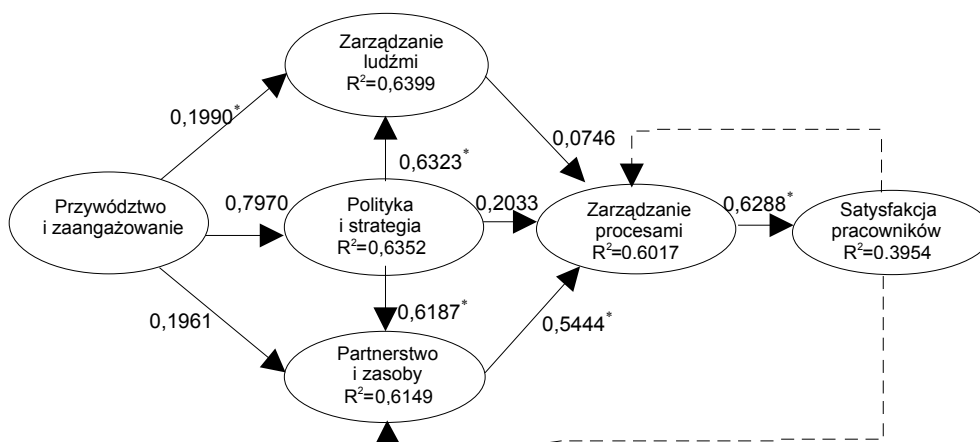 Zarządzanie
ludźmi
R²=0,6399
0,1990*
0,0746
0,6323*
Przywództwo
i zaangażowanie
0,7970
Polityka
i strategia
R²=0,6352
0,2033
Zarządzanie
procesami
R²=0.6017
0,6288*
Satysfakcja
pracowników
R²=0.3954
0,1961
0,6187*
0,5444*
Partnerstwo
i zasoby
R²=0,6149